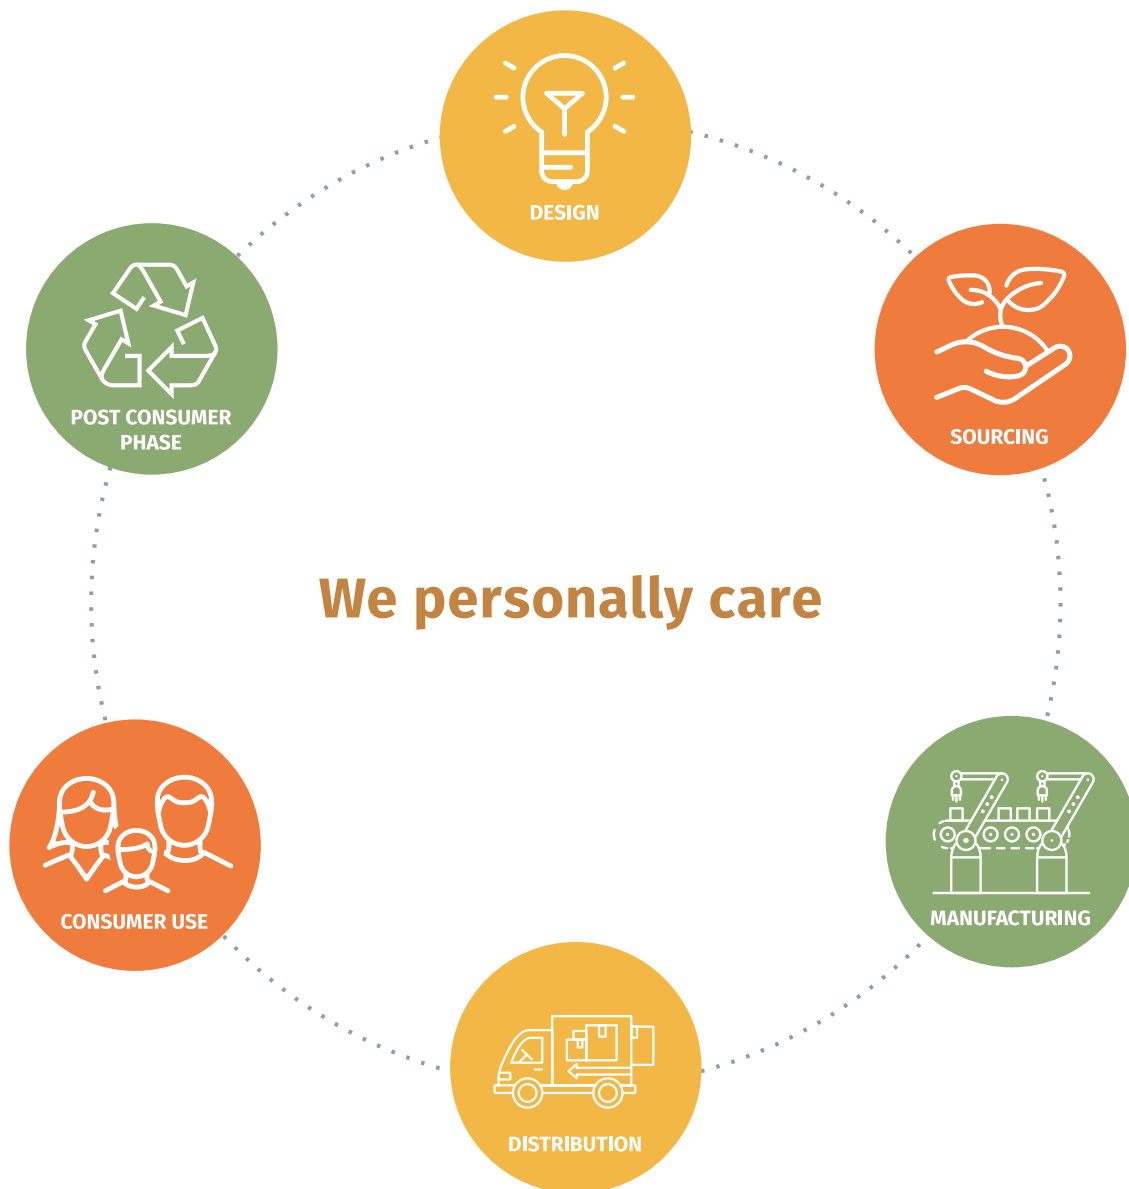 DESIGN
SOURCING
MANUFACTURING
DISTRIBUTION
CONSUMER USE
POST CONSUMER
PHASE
We personally care